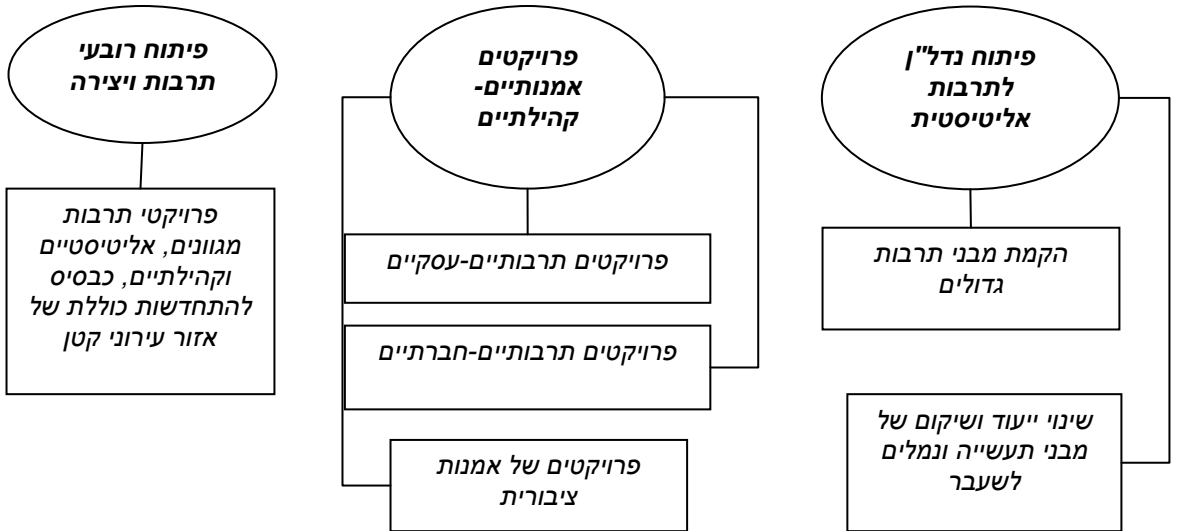 פיתוח נדל"ן
לתרבות
אליטיסטית
הקמת מבני תרבות
גדולים
שינוי ייעוד ושיקום של
מבני תעשייה ונמלים
לשעבר
פרויקטים
אמנותיים-
קהילתיים
פרויקטים תרבותיים-עסקיים
פרויקטים תרבותיים-חברתיים
פרויקטים של אמנות
ציבורית
פיתוח רובעי
תרבות ויצירה
פרויקטי תרבות
מגוונים, אליטיסטיים
וקהילתיים, כבסיס
להתחדשות כוללת של
אזור עירוני קטן